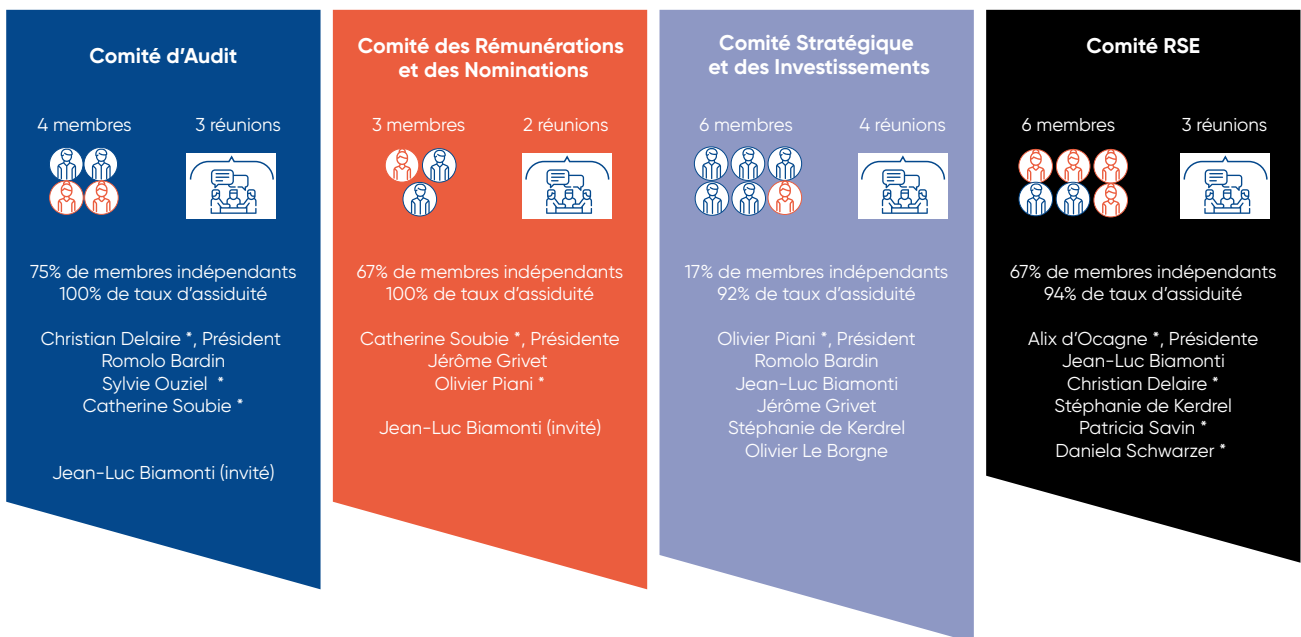 Comité d'Audit
4 membres
3 réunions
75% de membres indépendants
100% de taux d'assiduité
Christian Delaire *, Président
Romolo Bardin
Sylvie Ouziel *
Catherine Soubie *
Jean-Luc Biamonti (invité)
Comité des Rémunérations
et des Nominations
3 membres
2 réunions
67% de membres indépendants
100% de taux d'assiduité
Catherine Soubie *, Présidente
Jérôme Grivet
Olivier Piani *
Jean-Luc Biamonti (invité)
Comité Stratégique
et des Investissements
6 membres
4 réunions
17% de membres indépendants
92% de taux d'assiduité
Olivier Piani *, Président
Romolo Bardin
Jean-Luc Biamonti
Jérôme Grivet
Stéphanie de Kerdrel
Olivier Le Borgne
Comité RSE
6 membres
3 réunions
67% de membres indépendants
94% de taux d'assiduité
Alix d'Ocagne *, Présidente
Jean-Luc Biamonti
Christian Delaire *
Stéphanie de Kerdrel
Patricia Savin *
Daniela Schwarzer *